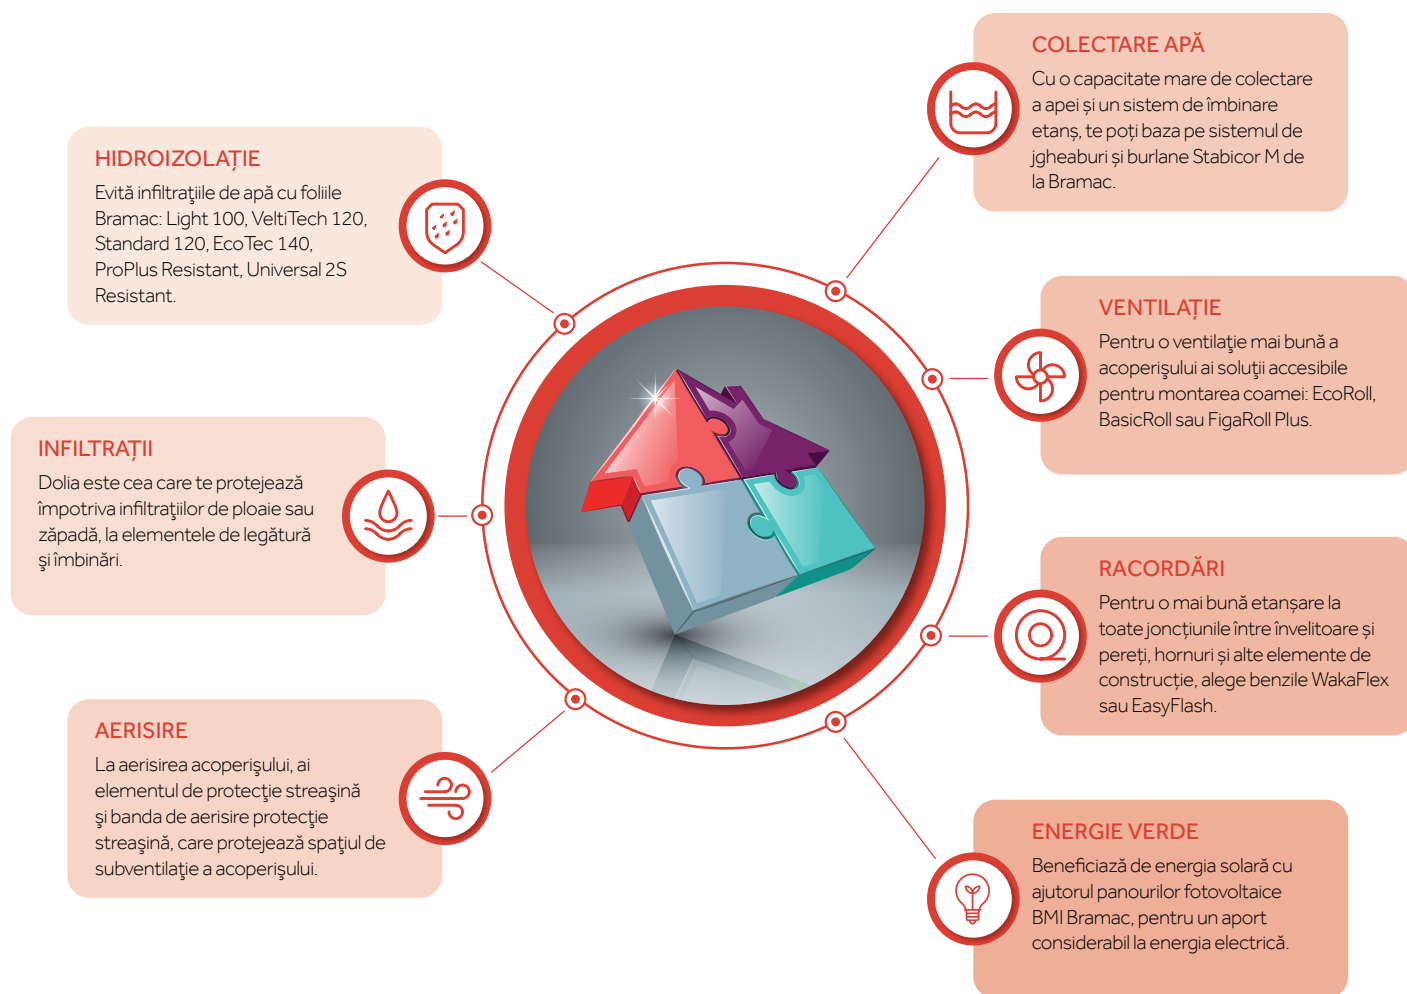 COLECTARE APĂ
Cu o capacitate mare de colectare
a apei și un sistem de îmbinare
etanș, te poți baza pe sistemul de
jgheaburi și burlane Stabicor M de
la Bramac.
HIDROIZOLAȚIE
Evită infiltrațiile de apă cu foliile
Bramac: Light 100, VeltiTech 120,
Standard 120, EcoTec 140,
ProPlus Resistant, Universal 2S
Resistant.
VENTILAȚIE
Pentru o ventilație mai bună a
acoperișului ai soluții accesibile
pentru montarea coamei: EcoRoll,
BasicRoll sau FigaRoll Plus.
INFILTRAȚII
Dolia este cea care te protejează
împotriva infiltrațiilor de ploaie sau
zăpadă, la elementele de legătură
și îmbinări.
RACORDĂRI
Pentru o mai bună etanșare la
toate joncțiunile între învelitoare și
pereți, hornuri și alte elemente de
construcție, alege benzile WakaFlex
sau EasyFlash.
AERISIRE
La aerisirea acoperișului, ai
elementul de protecție streașină
și banda de aerisire protecție
streașină, care protejează spațiul de
subventilație a acoperișului.
ENERGIE VERDE
Beneficiază de energia solară cu
ajutorul panourilor fotovoltaice
BMI Bramac, pentru un aport
considerabil la energia electrică.